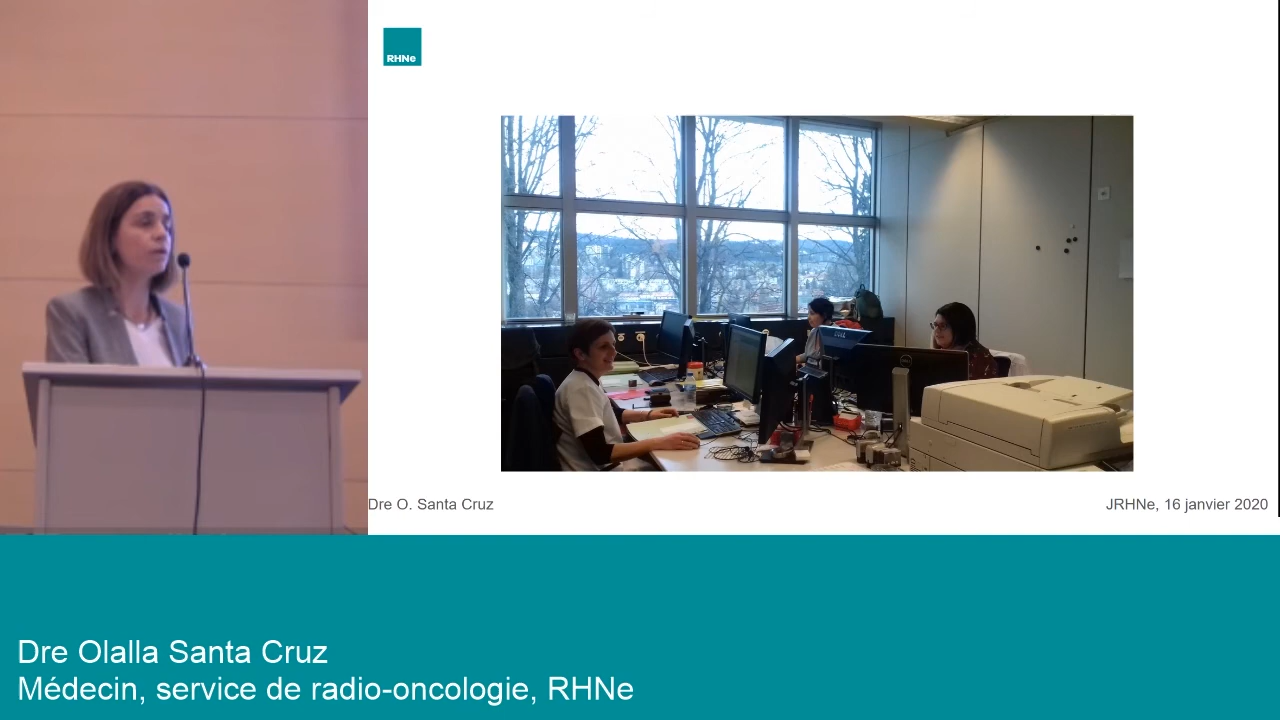 RHNe
Dre O. Santa Cruz
JRHNe, 16 janvier 2020
Dre Olalla Santa Cruz
Médecin, service de radio-oncologie, RHNe